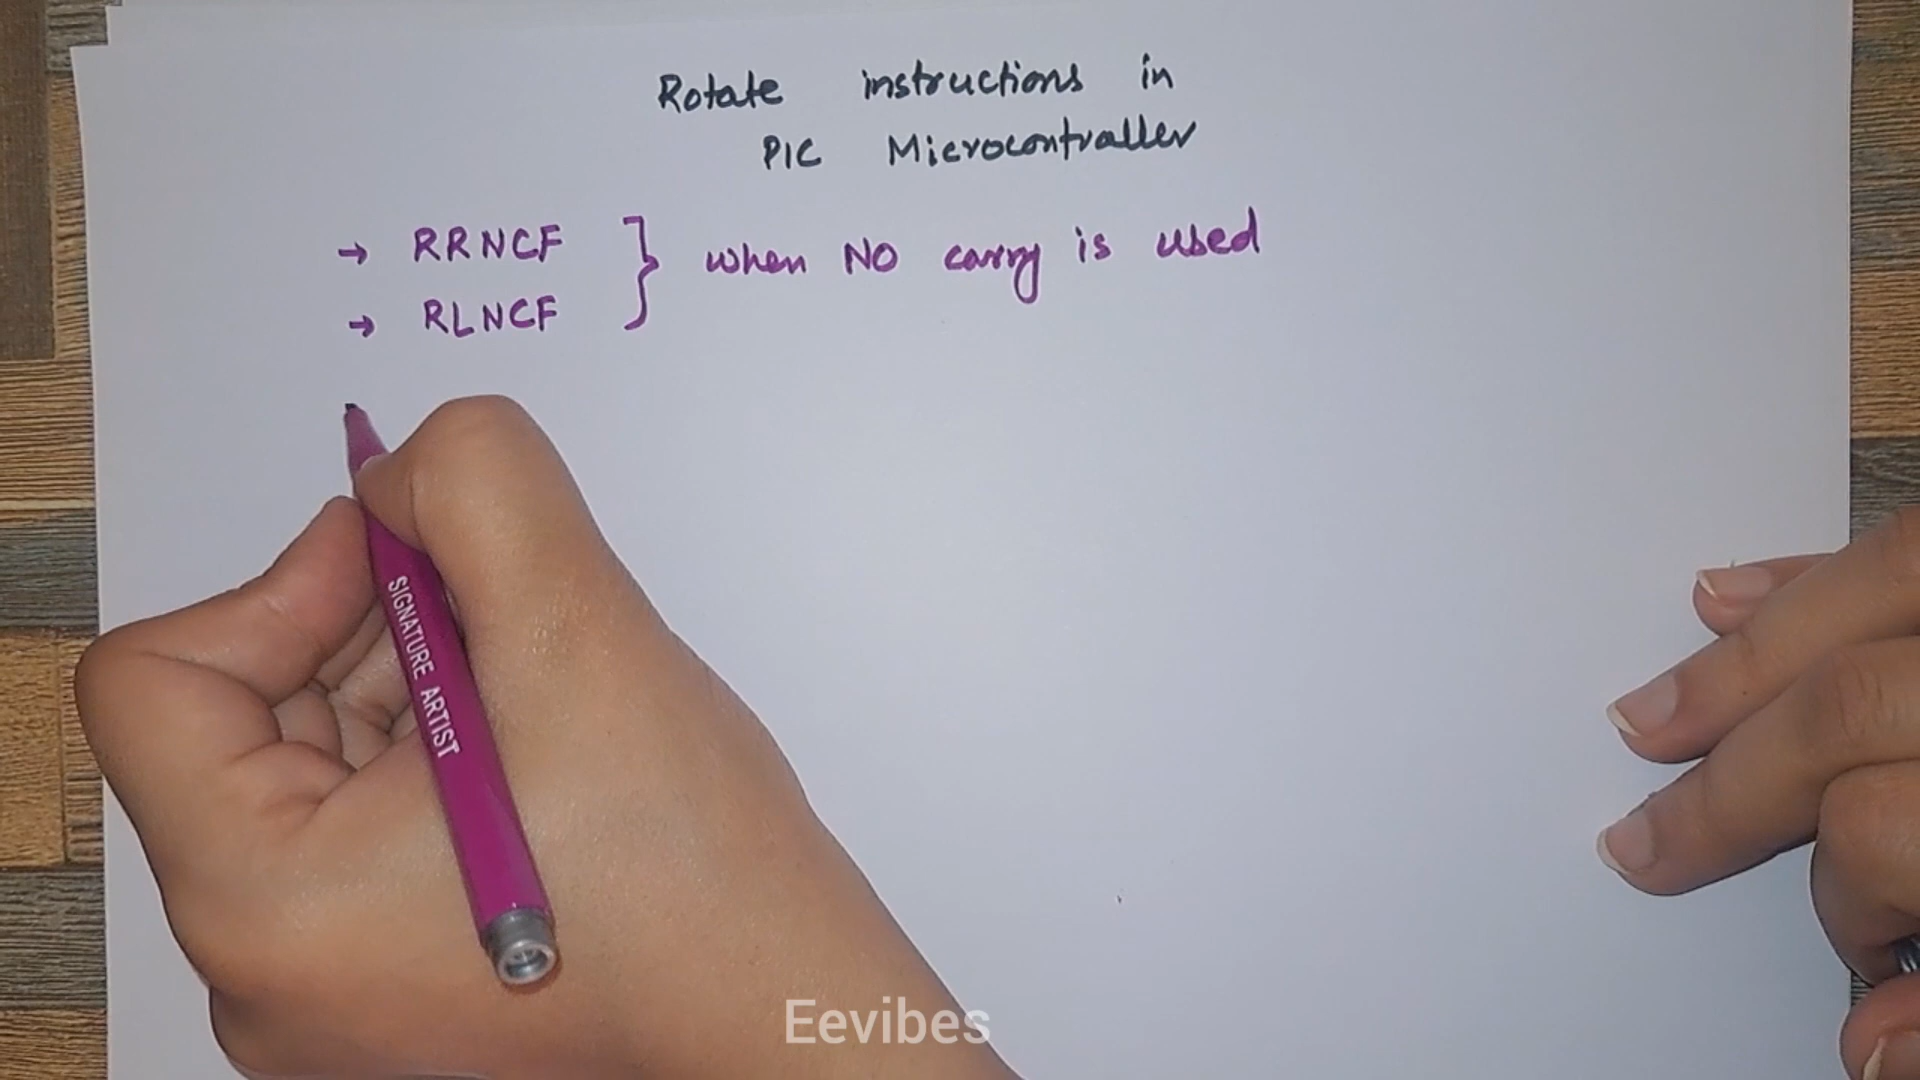 Rotate instructions in
PIC Microcontroller
→ RRNCF } when NO carry is used
→ RLNCF
SIGNATURE ARTIST
Eevibes